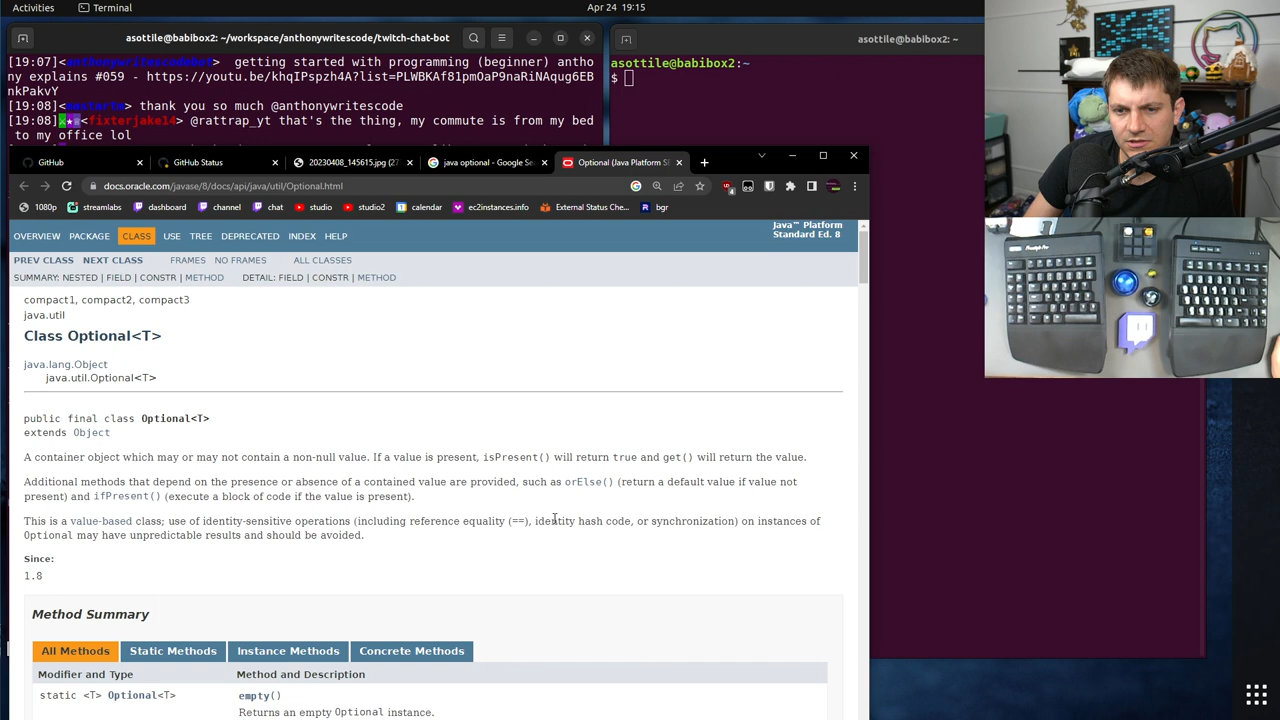 Activities
Terminal
Apr 24 19:15
asottile@babibox2: ~/workspace/anthonywritescode/twitch-chat-bot
asottile@babibox2: ~
[19:07]<anthonywritescodebot> getting started with programming (beginner) antho
ny explains #059 - https://youtu.be/khqIPspzh4A?list=PLWBKAf81pmOaP9naRiNAqug6EB
nkPakvY
[19:08] thank you so much @anthonywritescode
[19:08] <fixterjake14> @rattrap_yt that's the thing, my commute is from my bed
to my office lol
asottile@babibox2:~
$
GitHub
GitHub Status
20230408_145615.jpg (27
java optional - Google Se
Optional (Java Platform SE
docs.oracle.com/javase/8/docs/api/java/util/Optional.html
1080p
streamlabs
dashboard
channel
chat
studio
studio2
calendar
ec2instances.info
External Status Che...
bgr
OVERVIEW PACKAGE CLASS USE TREE DEPRECATED INDEX HELP
Java™ Platform
Standard Ed. 8
PREV CLASS NEXT CLASS FRAMES NO FRAMES ALL CLASSES
SUMMARY: NESTED | FIELD | CONSTR | METHOD DETAIL: FIELD | CONSTR | METHOD
compact1, compact2, compact3
java.util
Class Optional<T>
java.lang.Object
java.util.Optional<T>
public final class Optional<T>
extends Object
A container object which may or may not contain a non-null value. If a value is present, isPresent() will return true and get() will return the value.
Additional methods that depend on the presence or absence of a contained value are provided, such as orElse() (return a default value if value not
present) and ifPresent() (execute a block of code if the value is present).
This is a value-based class; use of identity-sensitive operations (including reference equality (==), identity hash code, or synchronization) on instances of
Optional may have unpredictable results and should be avoided.
Since:
1.8
Method Summary
All Methods Static Methods Instance Methods Concrete Methods
Modifier and Type Method and Description
static <T> Optional<T> empty()
Returns an empty Optional instance.